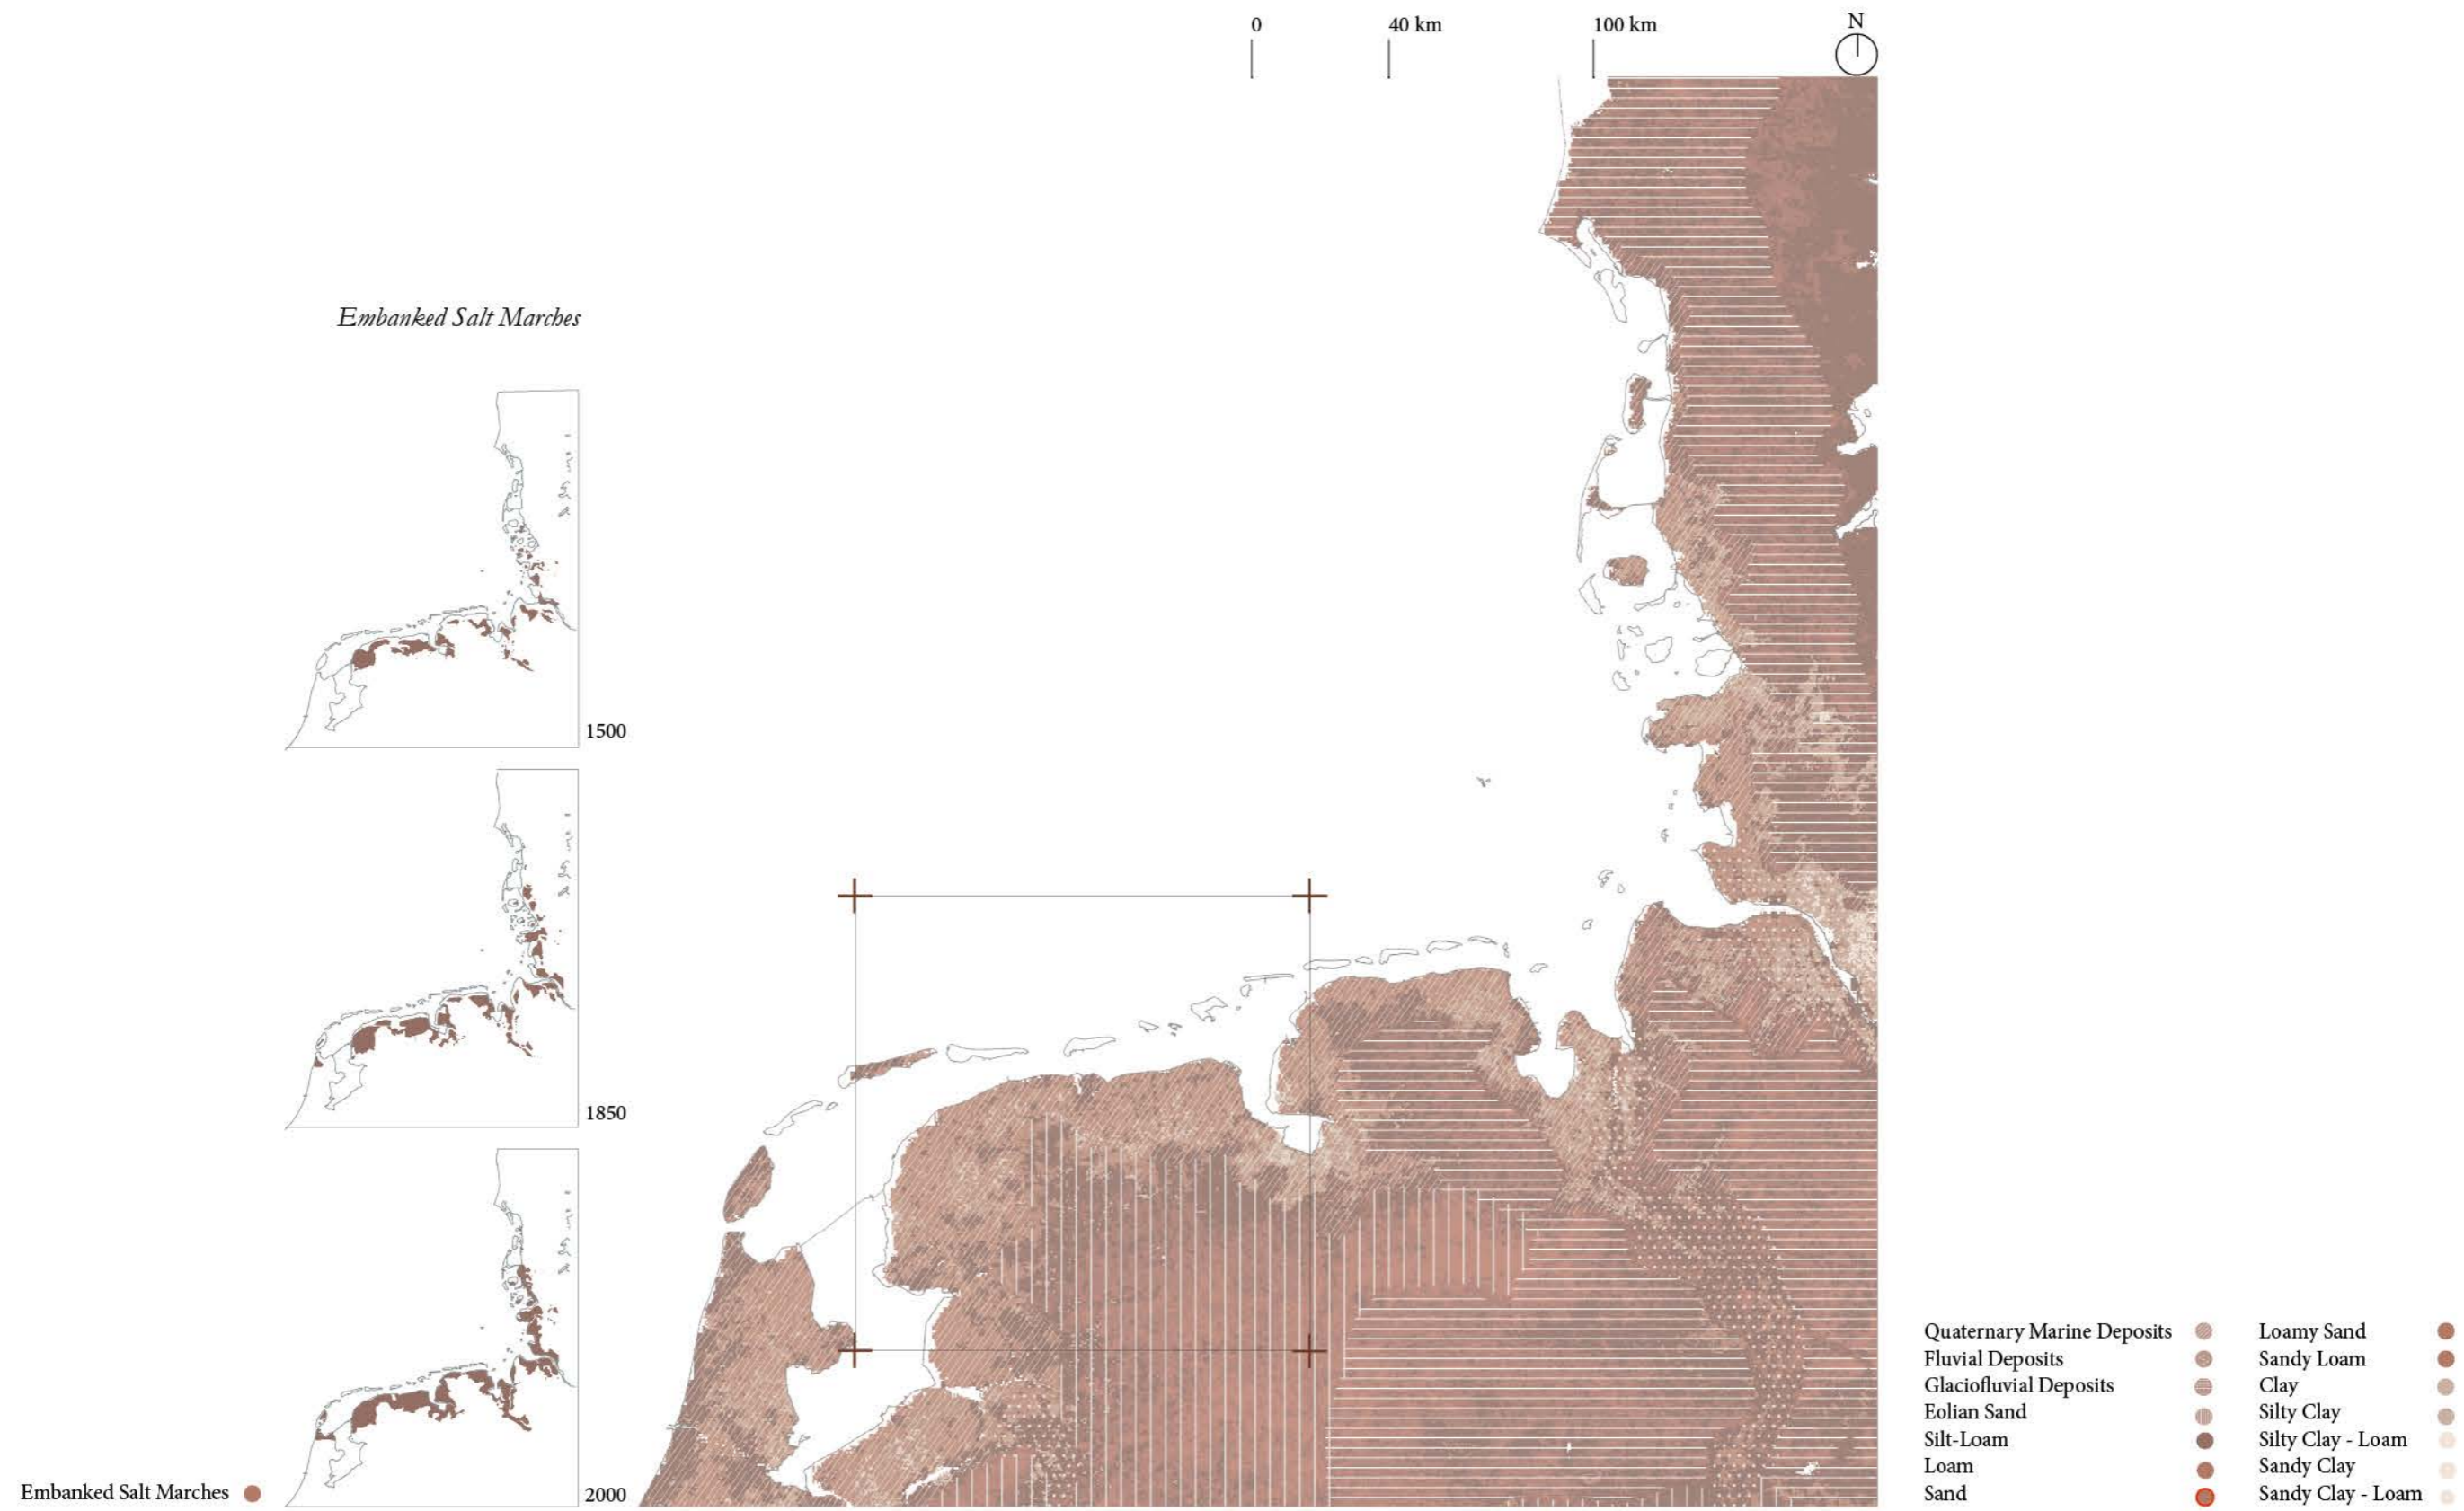 0 40 km 100 km N
Embanked Salt Marches
1500
1850
2000
Embanked Salt Marches
Quaternary Marine Deposits
Fluvial Deposits
Glaciofluvial Deposits
Eolian Sand
Silt-Loam
Loam
Sand
Loamy Sand
Sandy Loam
Clay
Silty Clay
Silty Clay - Loam
Sandy Clay
Sandy Clay - Loam